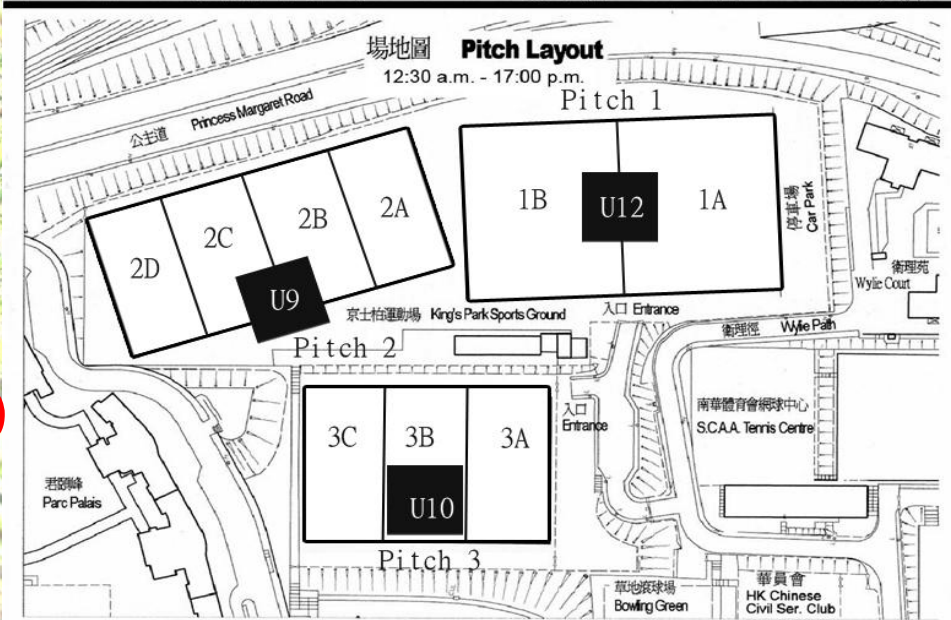 場地圖 Pitch Layout
12:30 a.m. - 17:00 p.m.
Pitch 1
公主道 Princess Margaret Road
2D
2C
2B
2A
U9
1B
U12
1A
停車場
Car Park
衛理苑
Wylie Court
京士柏運動場 King's Park Sports Ground
入口 Entrance
衛理徑 Wylie Path
Pitch 2
3C
3B
3A
U10
入口
Entrance
南華體育會網球中心
S.C.A.A. Tennis Centre
君頤峰
Parc Palais
Pitch 3
草地滾球場
Bowling Green
華員會
HK Chinese
Civil Ser. Club